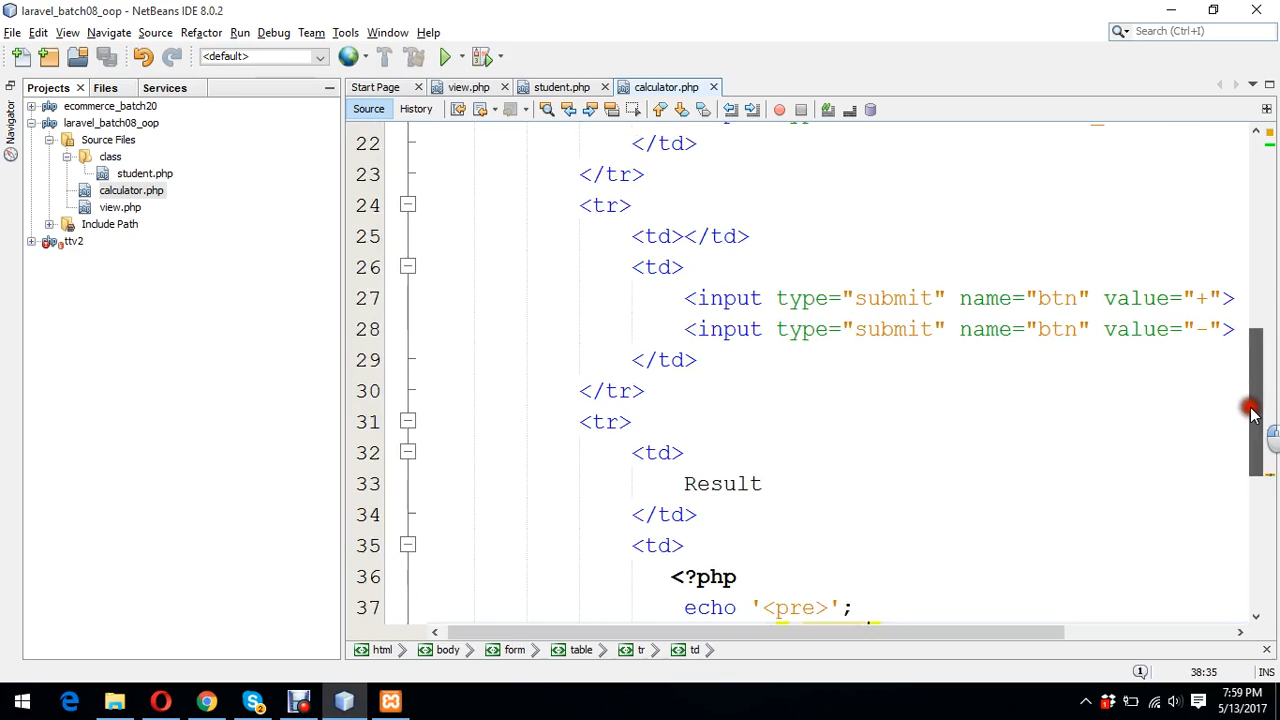 laravel_batch08_oop - NetBeans IDE 8.0.2
File Edit View Navigate Source Refactor Run Debug Team Tools Window Help
Search (Ctrl+I)
<default>
Projects Files Services
Start Page view.php student.php calculator.php
Source History
Navigator
ecommerce_batch20
laravel_batch08_oop
Source Files
class
student.php
calculator.php
view.php
Include Path
ttv2
22 </td>
23 </tr>
24 <tr>
25 <td></td>
26 <td>
27 <input type="submit" name="btn" value="+">
28 <input type="submit" name="btn" value="-">
29 </td>
30 </tr>
31 <tr>
32 <td>
33 Result
34 </td>
35 <td>
36 <?php
37 echo '<pre>';
html body form table tr td
38:35 INS
7:59 PM
5/13/2017